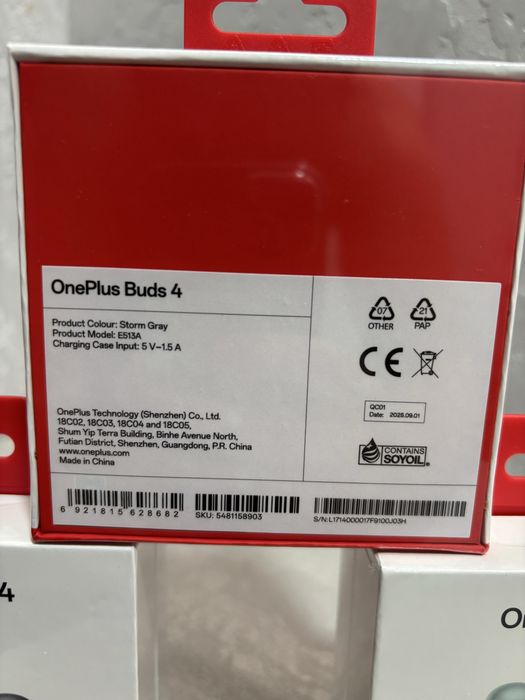 OnePlus Buds 4
Product Colour: Storm Gray
Product Model: E513A
Charging Case Input: 5 V⎓1.5 A
OnePlus Technology (Shenzhen) Co., Ltd.
18C02, 18C03, 18C04 and 18C05,
Shum Yip Terra Building, Binhe Avenue North,
Futian District, Shenzhen, Guangdong, P.R. China
www.oneplus.com
Made in China
07
OTHER
21
PAP
CE
QC01
Date: 2025.09.01
CONTAINS
SOYOIL
6 921815 628682
SKU: 5481158903
S/N:L1714000017F9100J03H
4